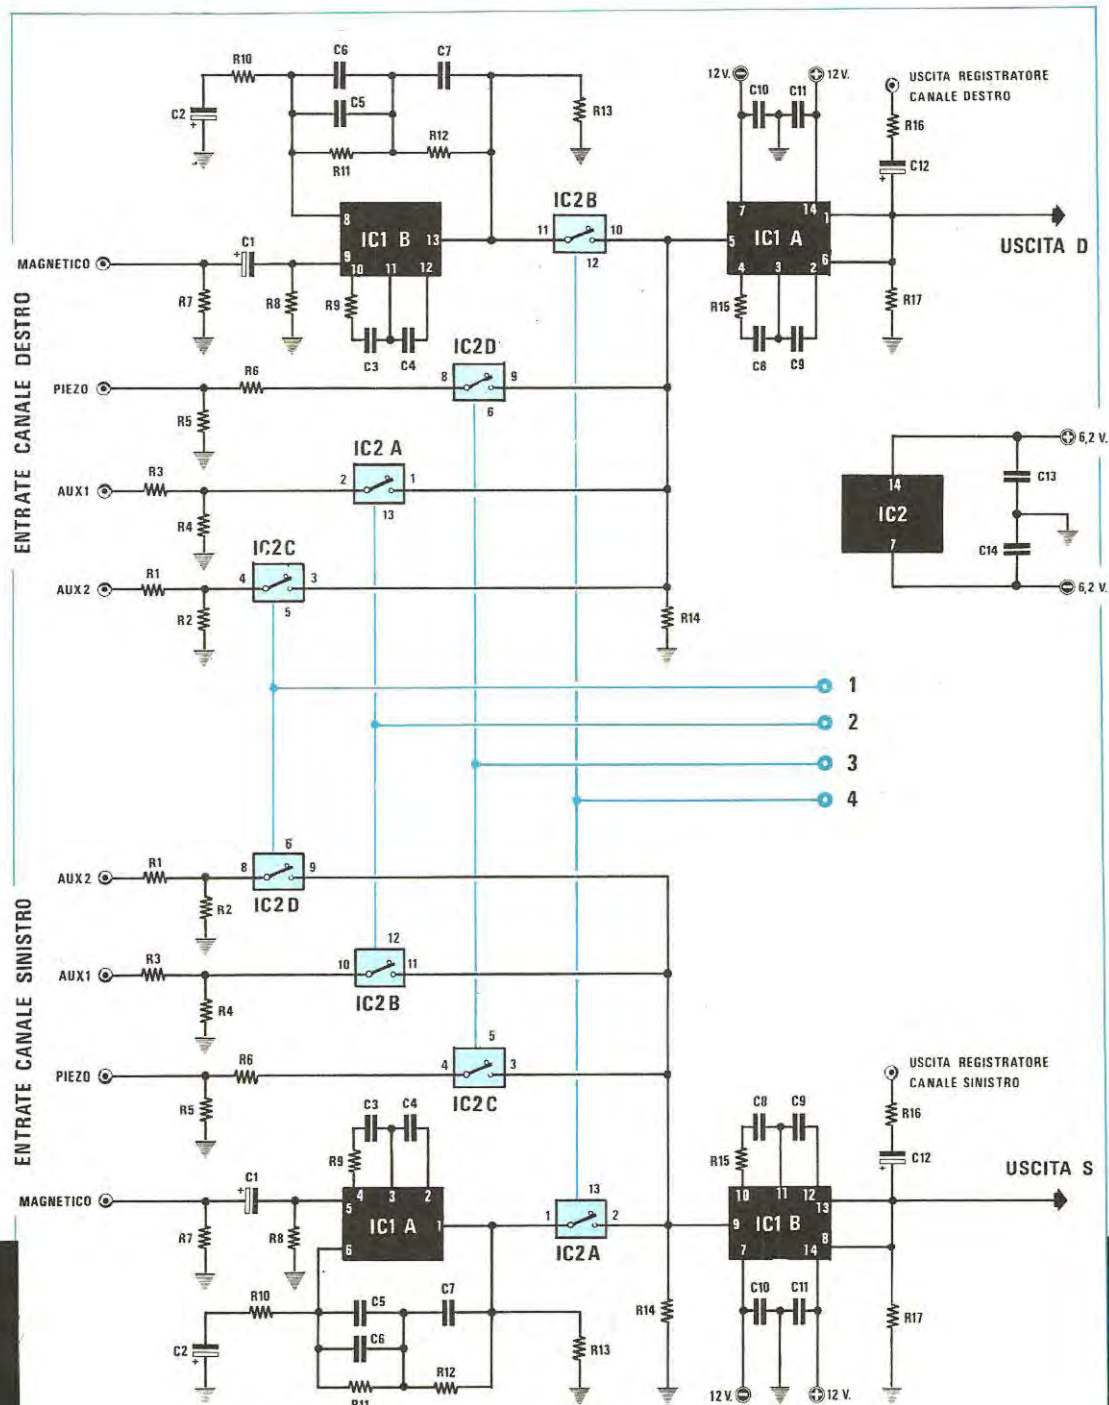 C6
C7
R10
C5
C2
+
R11
R12
R13
12 V.
12 V.
C10
C11
USCITA REGISTRATORE
CANALE DESTRO
R16
C12
+
IC2B
8
IC1 B
13
11
10
12
7
14
1
5
IC1 A
6
4
3
2
USCITA D
MAGNETICO
C1
+
9
10
11
12
R7
R8
R9
C3
C4
R15
C8
C9
R17
ENTRATE CANALE DESTRO
IC2D
PIEZO
R6
8
9
6
R5
IC2 A
AUX1
R3
2
1
13
R4
IC2C
AUX2
R1
4
3
5
R2
R14
14
IC2
7
6,2 V.
C13
C14
6,2 V.
1
2
3
4
ENTRATE CANALE SINISTRO
6
AUX2
R1
8
9
R2
IC2D
12
AUX1
R3
10
11
R4
IC2B
5
PIEZO
R6
4
3
R5
IC2C
C3
C4
R9
C8
C9
R15
USCITA REGISTRATORE
CANALE SINISTRO
R16
C12
+
USCITA S
MAGNETICO
C1
+
4
3
2
5
IC1 A
1
6
R7
R8
13
1
2
IC2A
10
11
12
13
9
IC1 B
8
7
14
R10
C5
C7
C6
C2
+
R11
R12
R13
R14
C10
C11
R17
12 V.
12 V.